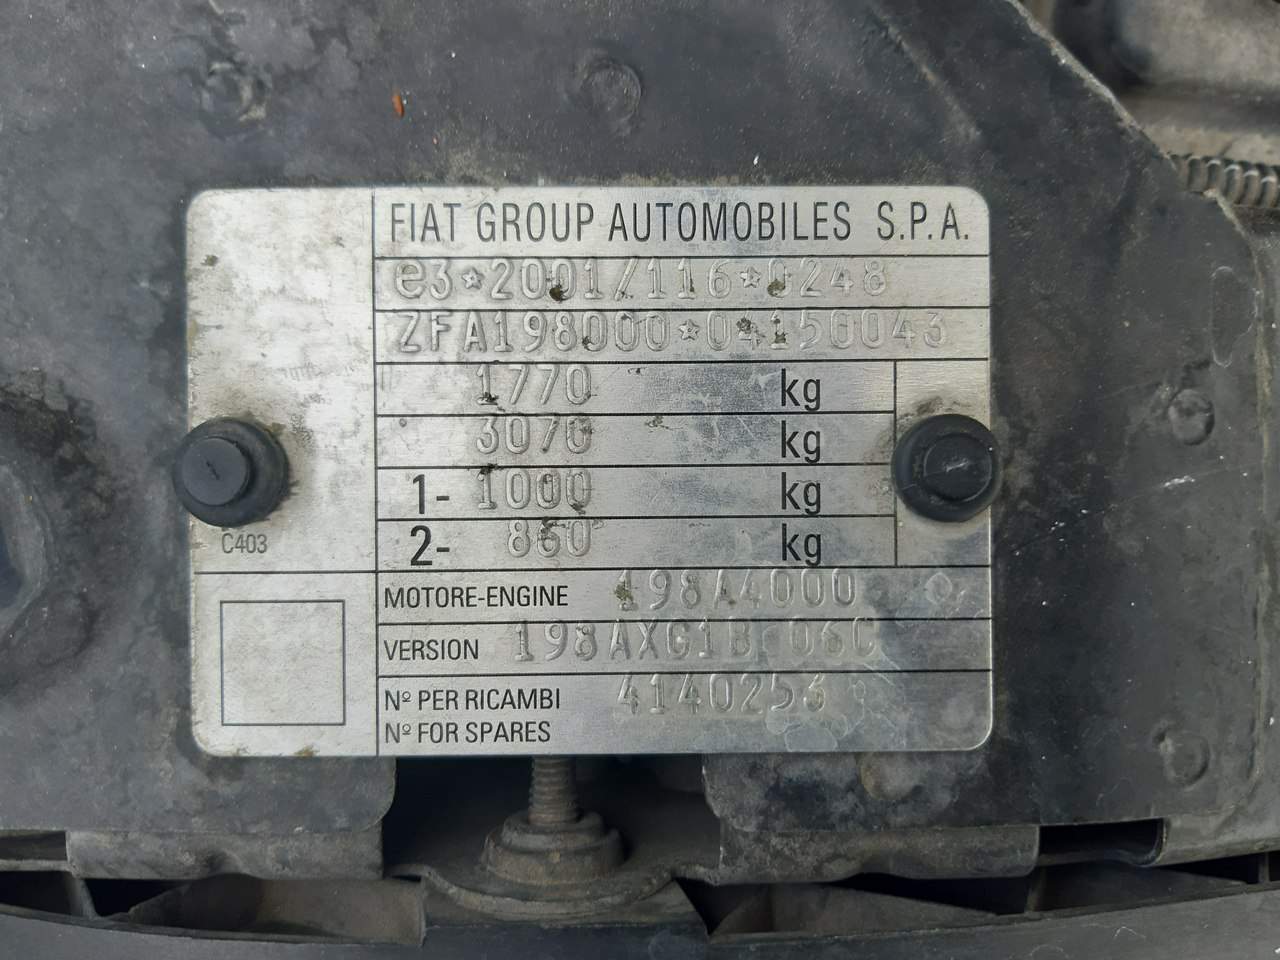 FIAT GROUP AUTOMOBILES S.P.A.
e3*2001/116*0248
ZFA198000*04150043
1770 kg
3070 kg
1- 1000 kg
2- 860 kg
C403
MOTORE-ENGINE 198A4000
VERSION 198AXG1B 06C
Nº PER RICAMBI 4140253
Nº FOR SPARES